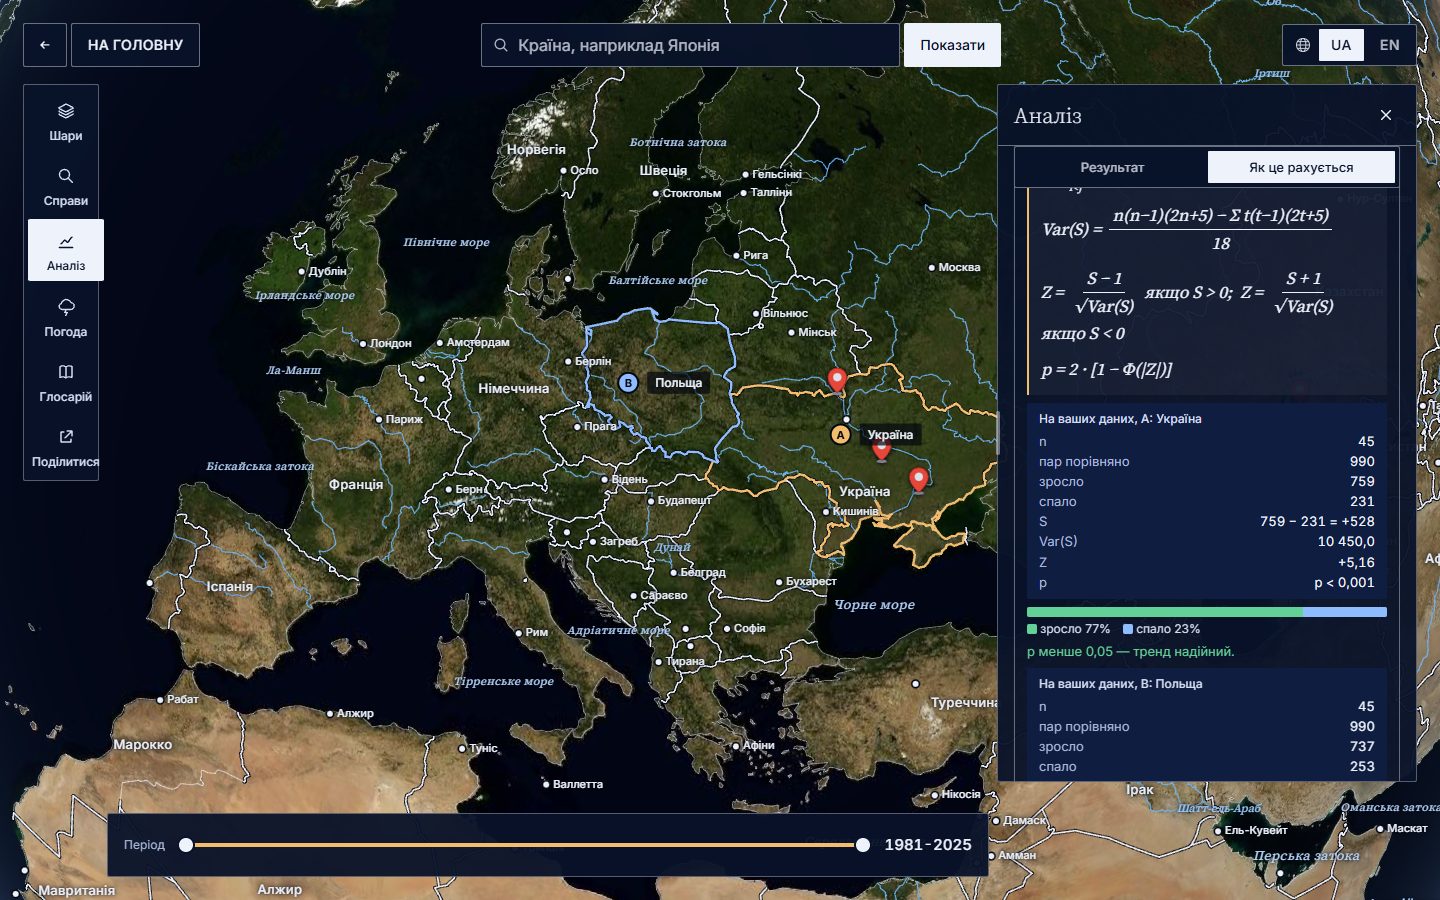 НА ГОЛОВНУ
Країна, наприклад Японія
Показати
UA
EN
Шари
Справи
Аналіз
Погода
Глосарій
Поділитися
Аналіз
Результат
Як це рахується
Var(S) = n(n−1)(2n+5) − Σ t(t−1)(2t+5)
18
Z = S − 1 / √Var(S) якщо S > 0; Z = S + 1 / √Var(S)
якщо S < 0
p = 2 · [1 − Φ(|Z|)]
На ваших даних, A: Україна
n 45
пар порівняно 990
зросло 759
спало 231
S 759 − 231 = +528
Var(S) 10 450,0
Z +5,16
p p < 0,001
зросло 77% спало 23%
p менше 0,05 — тренд надійний.
На ваших даних, B: Польща
n 45
пар порівняно 990
зросло 737
спало 253
Іртиш
Норвегія
Осло
Ботнічна затока
Швеція
Гельсінкі
Стокгольм
Таллінн
Північне море
Рига
Москва
Дублін
Ірландське море
Балтійське море
Вільнюс
Мінськ
Лондон
Амстердам
Берлін
Ла-Манш
Німеччина
B
Польща
Париж
Прага
A
Україна
Біскайська затока
Франція
Берн
Відень
Будапешт
Україна
Кишинів
Загреб
Дунай
Белград
Бухарест
Іспанія
Сараєво
Чорне море
Рим
Адріатичне море
Софія
Тирана
Тірренське море
Рабат
Алжир
Туреччина
Марокко
Туніс
Афіни
Валлетта
Нікосія
Ірак
Шатт-ель-Араб
Оманська затока
Дамаск
Ель-Кувейт
Маскат
Амман
Перська затока
Мавританія
Алжир
Період
1981-2025